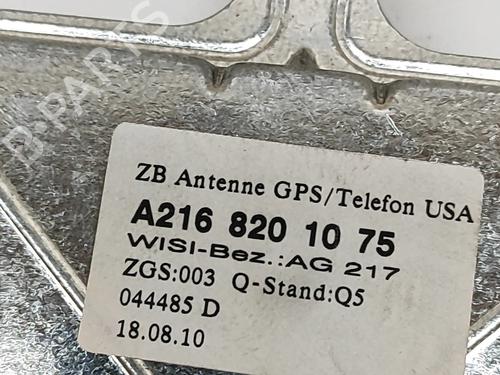 B-PARTS
ZB Antenne GPS/Telefon USA
A216 820 10 75
WISI-Bez.:AG 217
ZGS:003 Q-Stand:Q5
044485 D
18.08.10